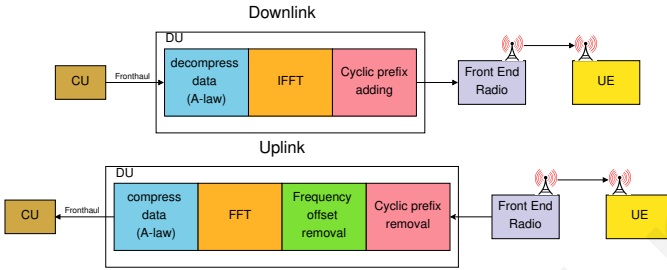 Downlink
DU
CU
Fronthaul
decompress
data
(A-law)
IFFT
Cyclic prefix
adding
Front End
Radio
UE
Uplink
DU
CU
Fronthaul
compress
data
(A-law)
FFT
Frequency
offset
removal
Cyclic prefix
removal
Front End
Radio
UE